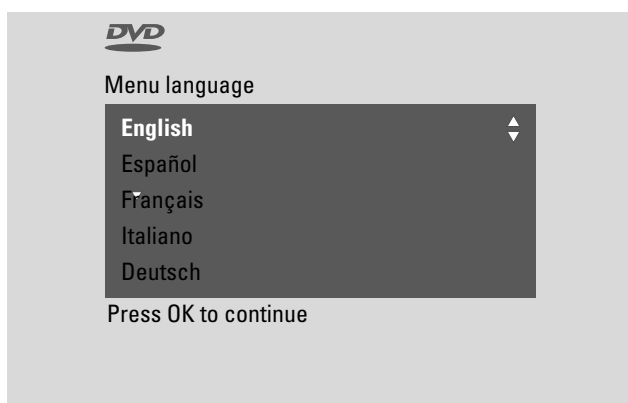 DVD
Menu language
English
Español
Français
Italiano
Deutsch
Press OK to continue